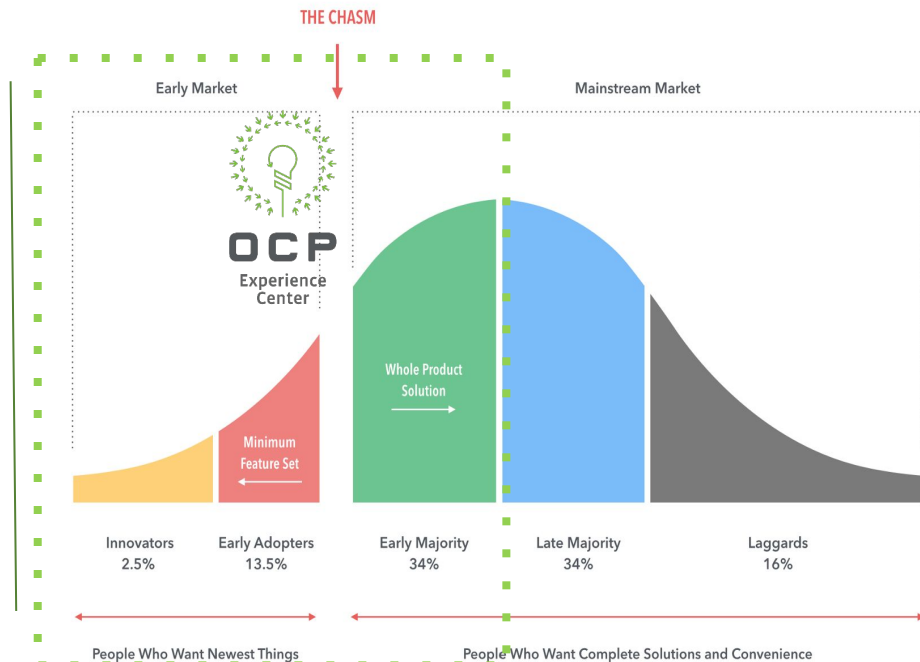 THE CHASM
Early Market
Mainstream Market
OCP
Experience
Center
Whole Product
Solution
Minimum
Feature Set
Innovators
2.5%
Early Adopters
13.5%
Early Majority
34%
Late Majority
34%
Laggards
16%
People Who Want Newest Things
People Who Want Complete Solutions and Convenience